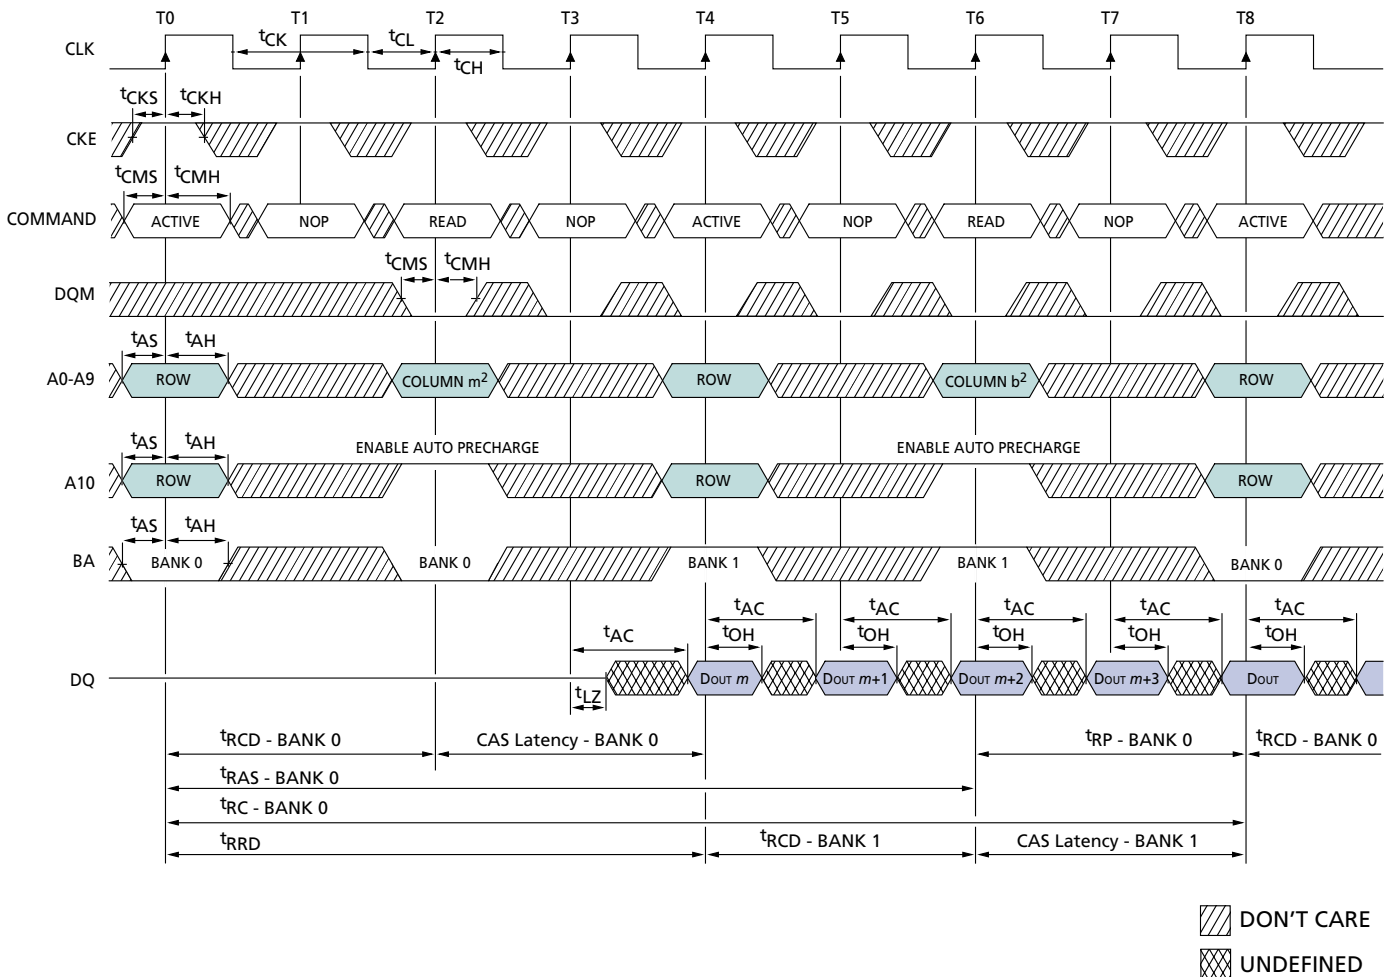 T0 T1 T2 T3 T4 T5 T6 T7 T8
CLK
tCK tCL
tCH
tCKS tCKH
CKE
tCMS tCMH
COMMAND ACTIVE NOP READ NOP ACTIVE NOP READ NOP ACTIVE
tCMS tCMH
DQM
tAS tAH
A0-A9 ROW COLUMN m² ROW COLUMN b² ROW
ENABLE AUTO PRECHARGE ENABLE AUTO PRECHARGE
tAS tAH
A10 ROW ROW ROW
tAS tAH
BA BANK 0 BANK 0 BANK 1 BANK 1 BANK 0
tAC tAC tAC tAC tAC
tAC tOH tOH tOH tOH tOH
DQ DOUT m DOUT m+1 DOUT m+2 DOUT m+3 DOUT
tLZ
tRCD - BANK 0 CAS Latency - BANK 0 tRP - BANK 0 tRCD - BANK 0
tRAS - BANK 0
tRC - BANK 0
tRRD tRCD - BANK 1 CAS Latency - BANK 1
DON'T CARE
UNDEFINED